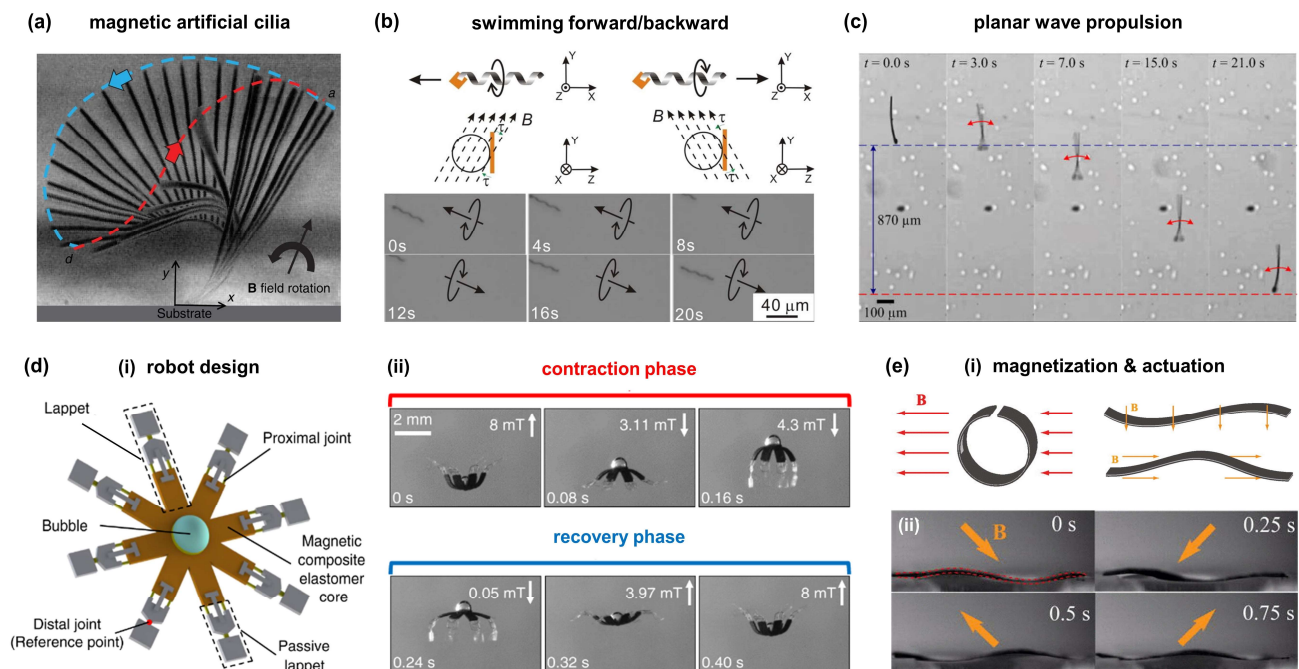 (a) magnetic artificial cilia
a
d
y
x
Substrate
B field rotation
(b) swimming forward/backward
Y
Z X
Y
Z X
τ B
τ
Y
X Z
B τ
τ
Y
X Z
0s
4s
8s
12s
16s
20s
40 μm
(c) planar wave propulsion
t = 0.0 s
t = 3.0 s
t = 7.0 s
t = 15.0 s
t = 21.0 s
870 μm
100 μm
(d) (i) robot design
Lappet
Proximal joint
Bubble
Magnetic
composite
elastomer
core
Distal joint
(Reference point)
Passive
lappet
(ii) contraction phase
2 mm
8 mT
0 s
3.11 mT
0.08 s
4.3 mT
0.16 s
recovery phase
0.05 mT
0.24 s
3.97 mT
0.32 s
8 mT
0.40 s
(e) (i) magnetization & actuation
B
B
B
(ii)
B
0 s
0.25 s
0.5 s
0.75 s